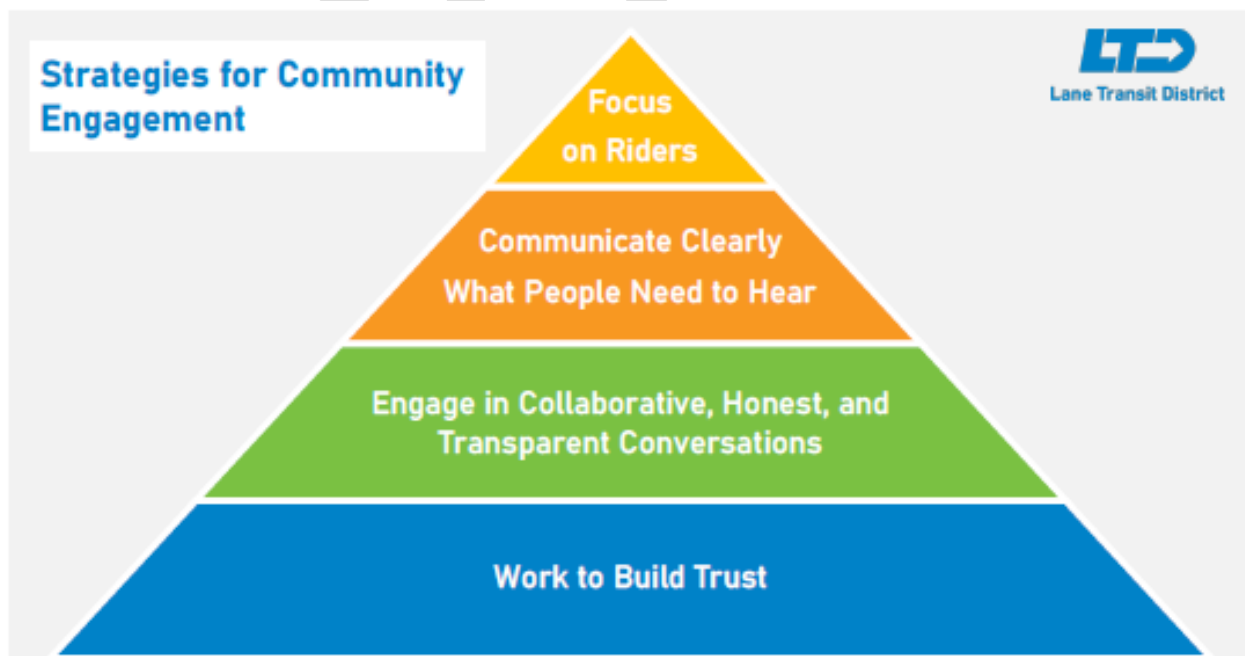 Strategies for Community
Engagement
LTD
Lane Transit District
Focus
on Riders
Communicate Clearly
What People Need to Hear
Engage in Collaborative, Honest, and
Transparent Conversations
Work to Build Trust